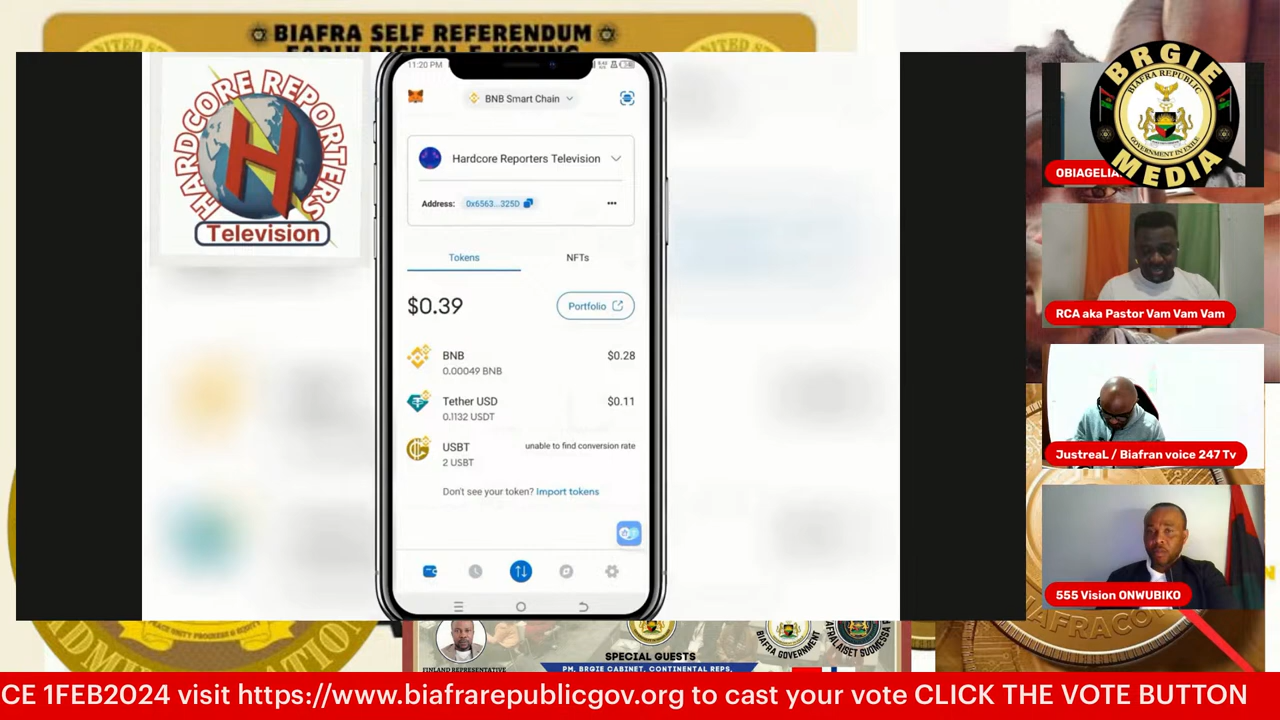 BIAFRA SELF REFERENDUM
HARDCORE REPORTERS
H
Television
11:20 PM
BNB Smart Chain
Hardcore Reporters Television
Address: 0x6563...325D
Tokens
NFTs
$0.39
Portfolio
BNB
$0.28
0.00049 BNB
Tether USD
$0.11
0.1132 USDT
USBT
unable to find conversion rate
2 USBT
Don't see your token? Import tokens
BRGIE
BIAFRA REPUBLIC
GOVERNMENT IN EXILE
MEDIA
RCA aka Pastor Vam Vam Vam
JustreaL / Biafran voice 247 Tv
555 Vision ONWUBIKO
BIAFRACO
FINLAND REPRESENTATIVE
SPECIAL GUESTS
PM, BRGIE CABINET, CONTINENTAL REPS,
BIAFRA GOVERNMENT
CE 1FEB2024 visit https://www.biafrarepublicgov.org to cast your vote CLICK THE VOTE BUTTON